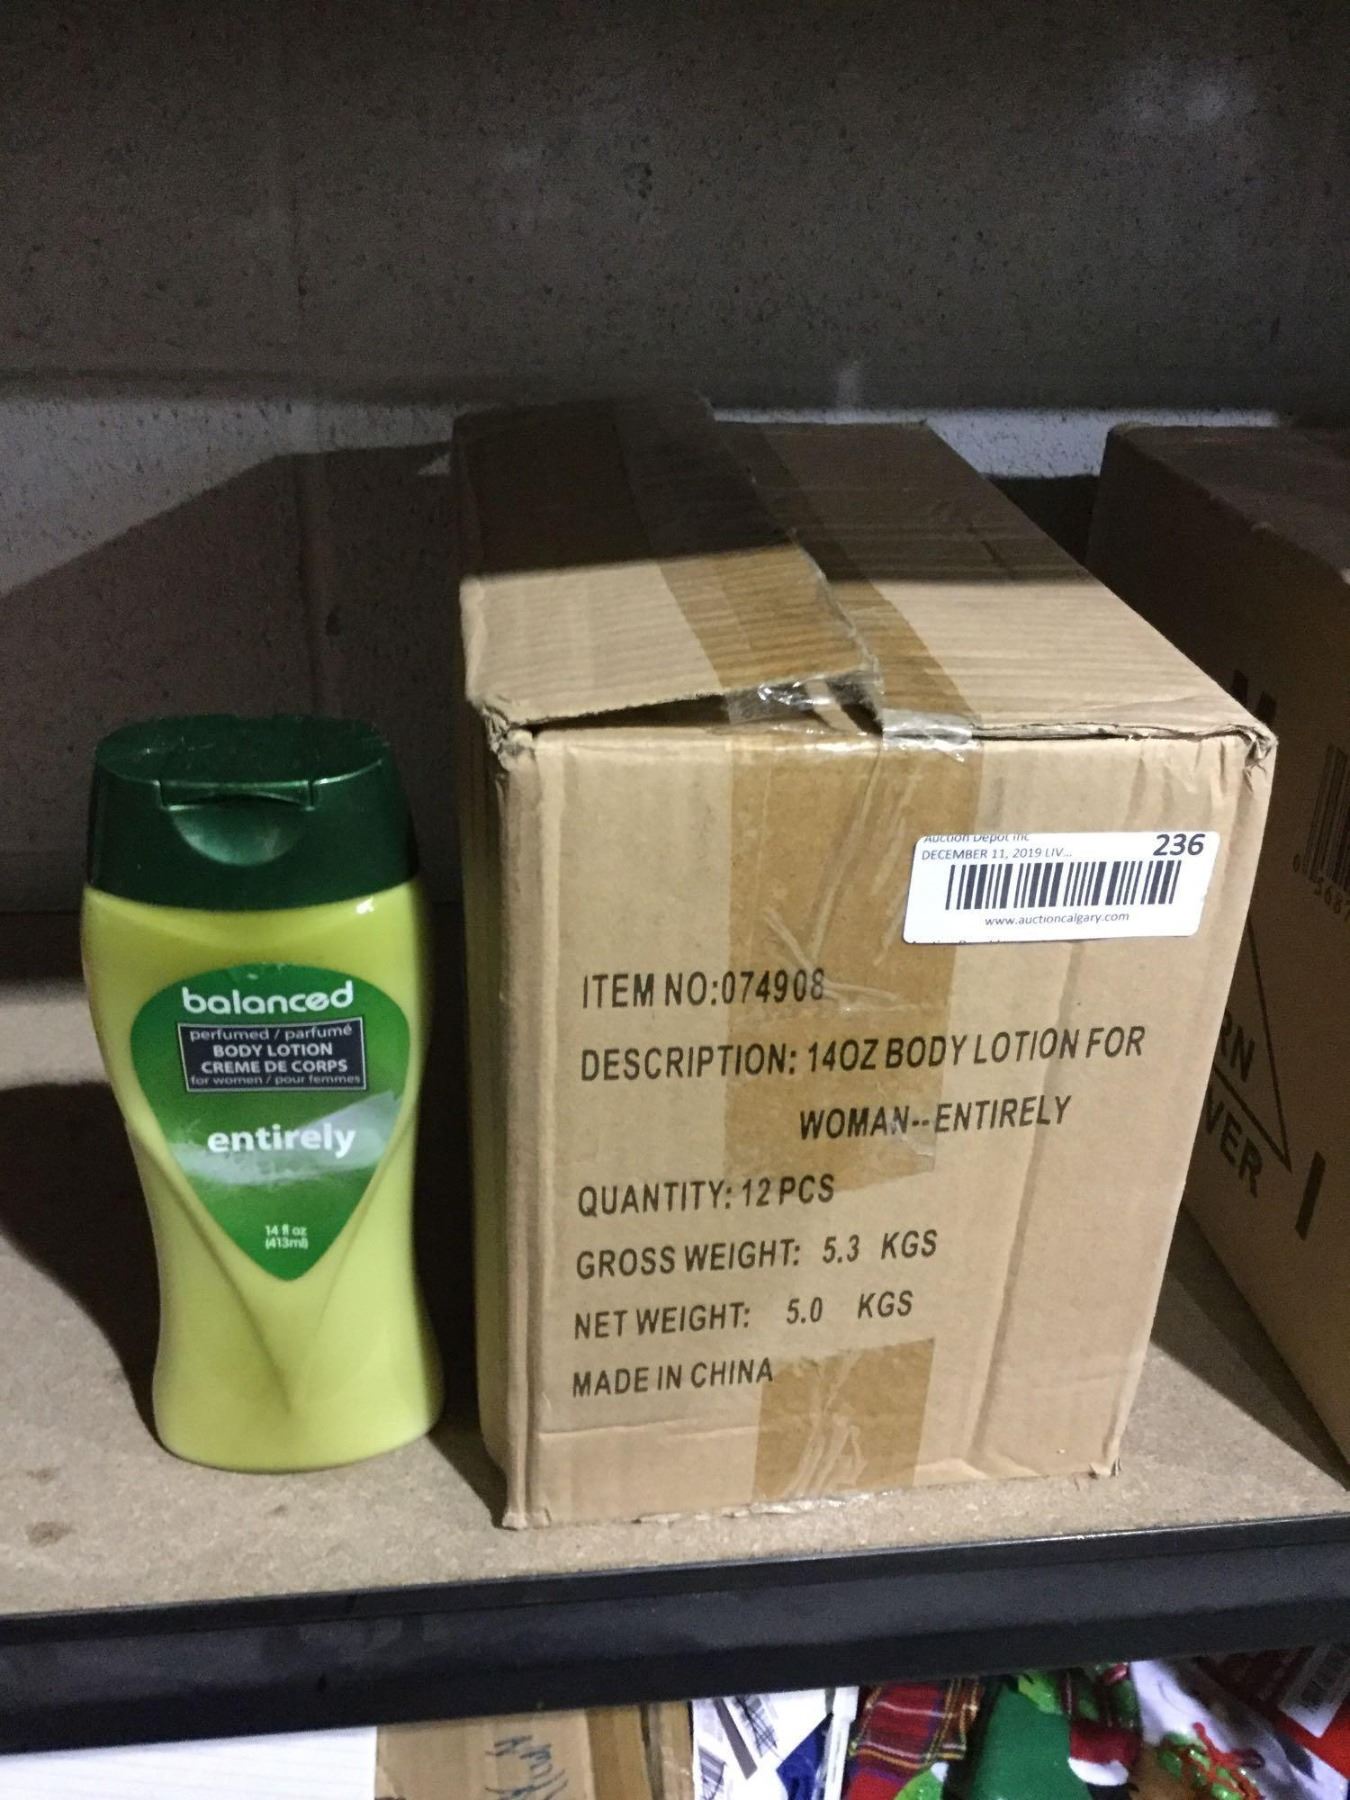 balanced
perfumed / parfumé
BODY LOTION
CREME DE CORPS
for women / pour femmes
entirely
14 fl oz
(413ml)
Auction Depot Inc
236
DECEMBER 11, 2019 LIV...
www.auctioncalgary.com
ITEM NO:074908
DESCRIPTION: 14OZ BODY LOTION FOR
WOMAN--ENTIRELY
QUANTITY: 12 PCS
GROSS WEIGHT: 5.3 KGS
NET WEIGHT: 5.0 KGS
MADE IN CHINA